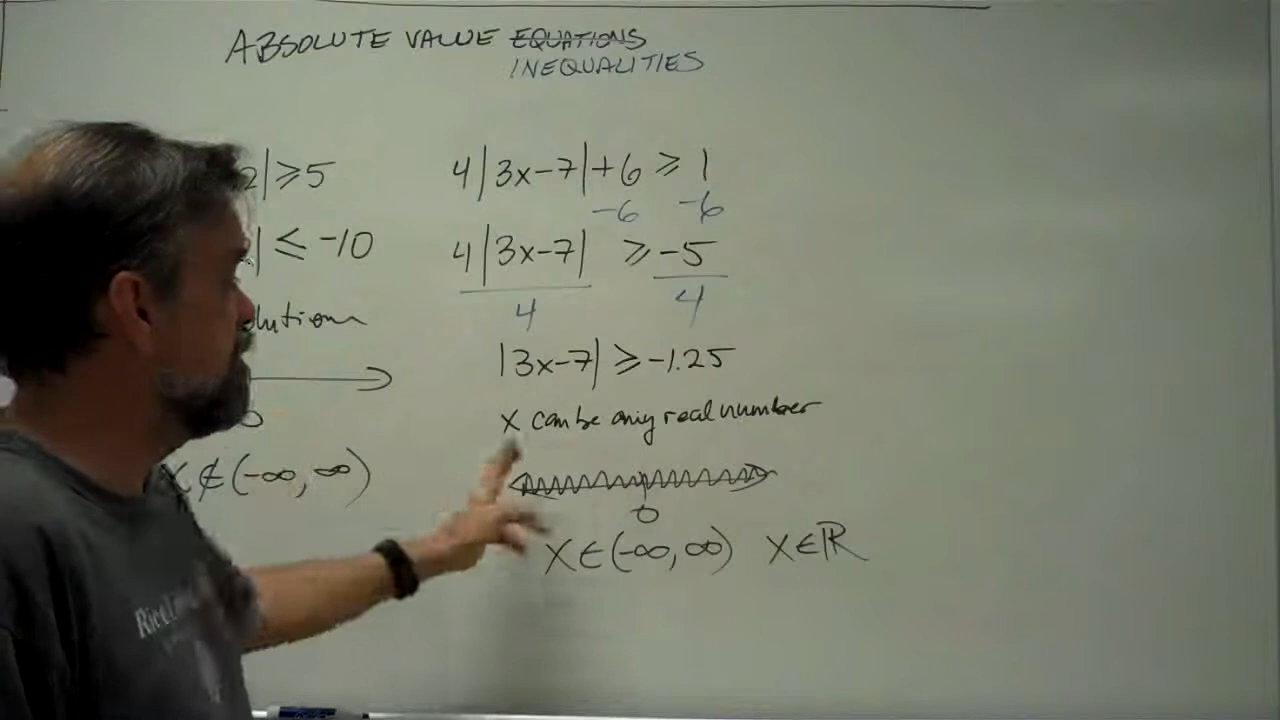 ABSOLUTE VALUE EQUATIONS
INEQUALITIES
2|≥5
| ≤ -10
x ∉ (-∞, ∞)
4|3x-7|+6 ≥ 1
-6 -6
4|3x-7| ≥ -5
4 4
|3x-7| ≥ -1.25
x can be any real number
0
x ∈ (-∞, ∞) x ∈ ℝ